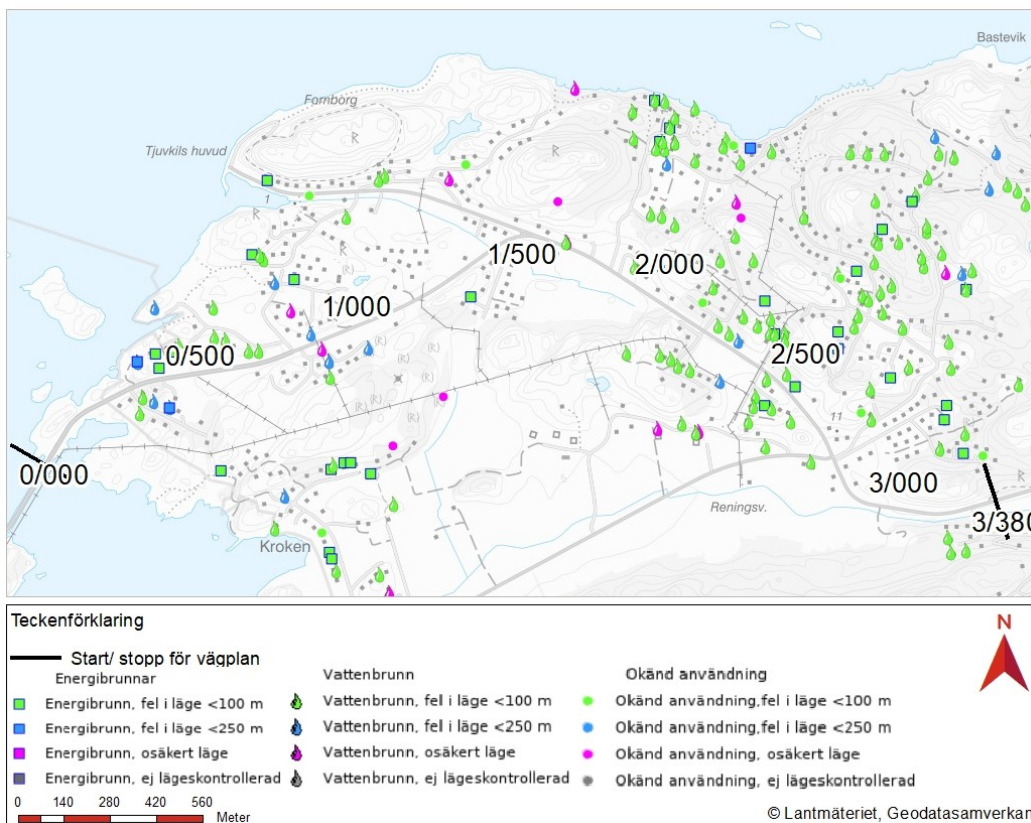 Bastevik
Fornborg
R
Tjuvkils huvud
R
1
R
R
R
1/500
2/000
R
(R)
1/000
0/500
2/500
(R)
(R)
(R)
(R)
(R)
(R)
11
0/000
3/000
Reningsv.
3/380
Kroken
Teckenförklaring
N
Start/ stopp för vägplan
Energibrunnar
Vattenbrunn
Okänd användning
Energibrunn, fel i läge <100 m
Vattenbrunn, fel i läge <100 m
Okänd användning,fel i läge <100 m
Energibrunn, fel i läge <250 m
Vattenbrunn, fel i läge <250 m
Okänd användning,fel i läge <250 m
Energibrunn, osäkert läge
Vattenbrunn, osäkert läge
Okänd användning, osäkert läge
Energibrunn, ej lägeskontrollerad
Vattenbrunn, ej lägeskontrollerad
Okänd användning, ej lägeskontrollerad
0 140 280 420 560
Meter
© Lantmäteriet, Geodatasamverkan